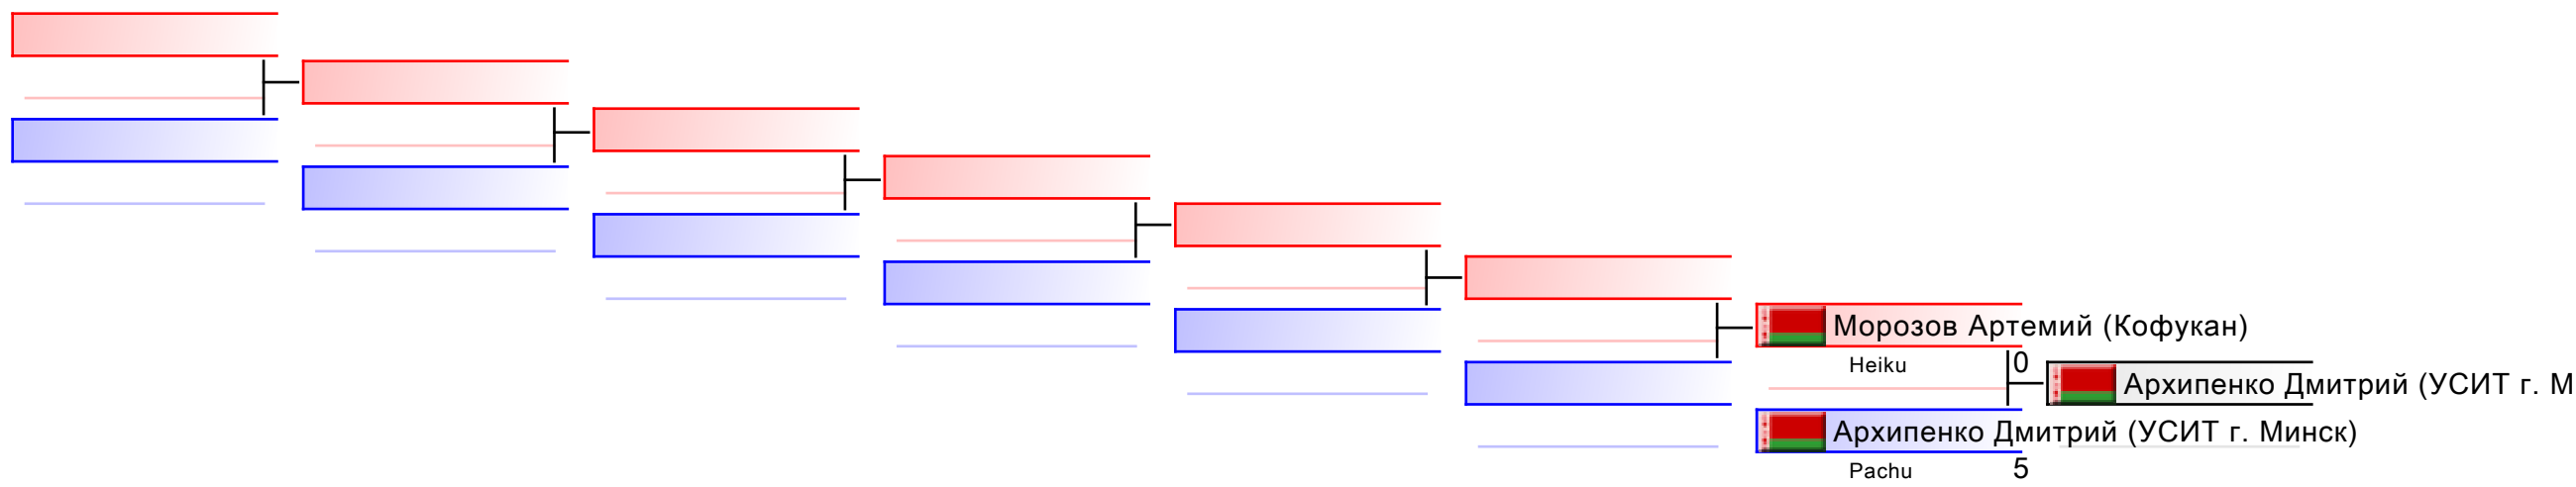 Морозов Артемий (Кофукан)
Heiku
0
Архипенко Дмитрий (УСИТ г. М
Архипенко Дмитрий (УСИТ г. Минск)
Pachu
5